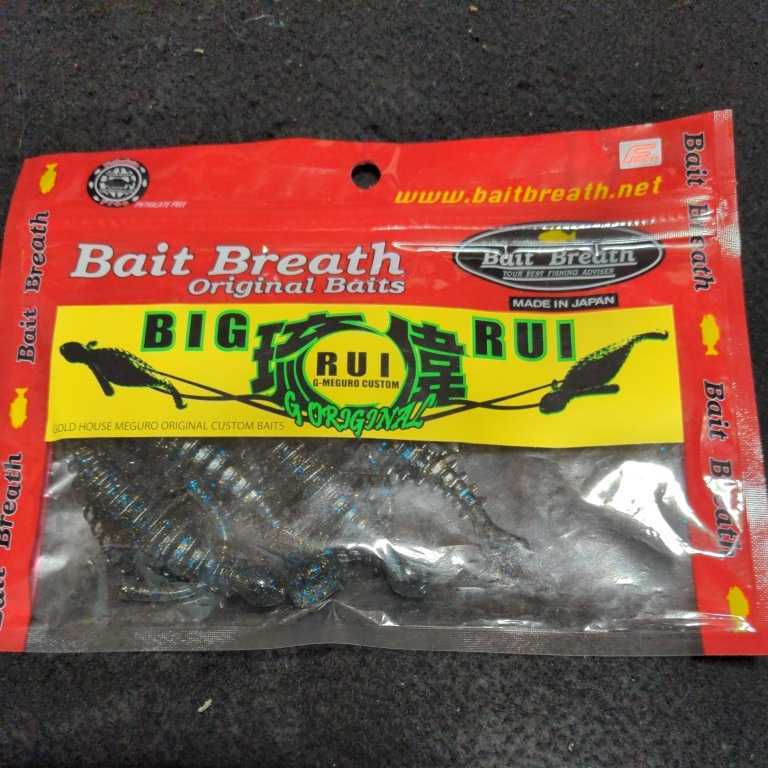 PHTHALATE FREE
www.baitbreath.net
Bait Breath
Original Baits
Bait Breath
YOUR BEST FISHING ADVISER
MADE IN JAPAN
BIG 琉偉 RUI
RUI
G-MEGURO CUSTOM
G ORIGINAL
GOLD HOUSE MEGURO ORIGINAL CUSTOM BAITS
Bait Breath
Bait Breath
Bait Breath
Bait Breath